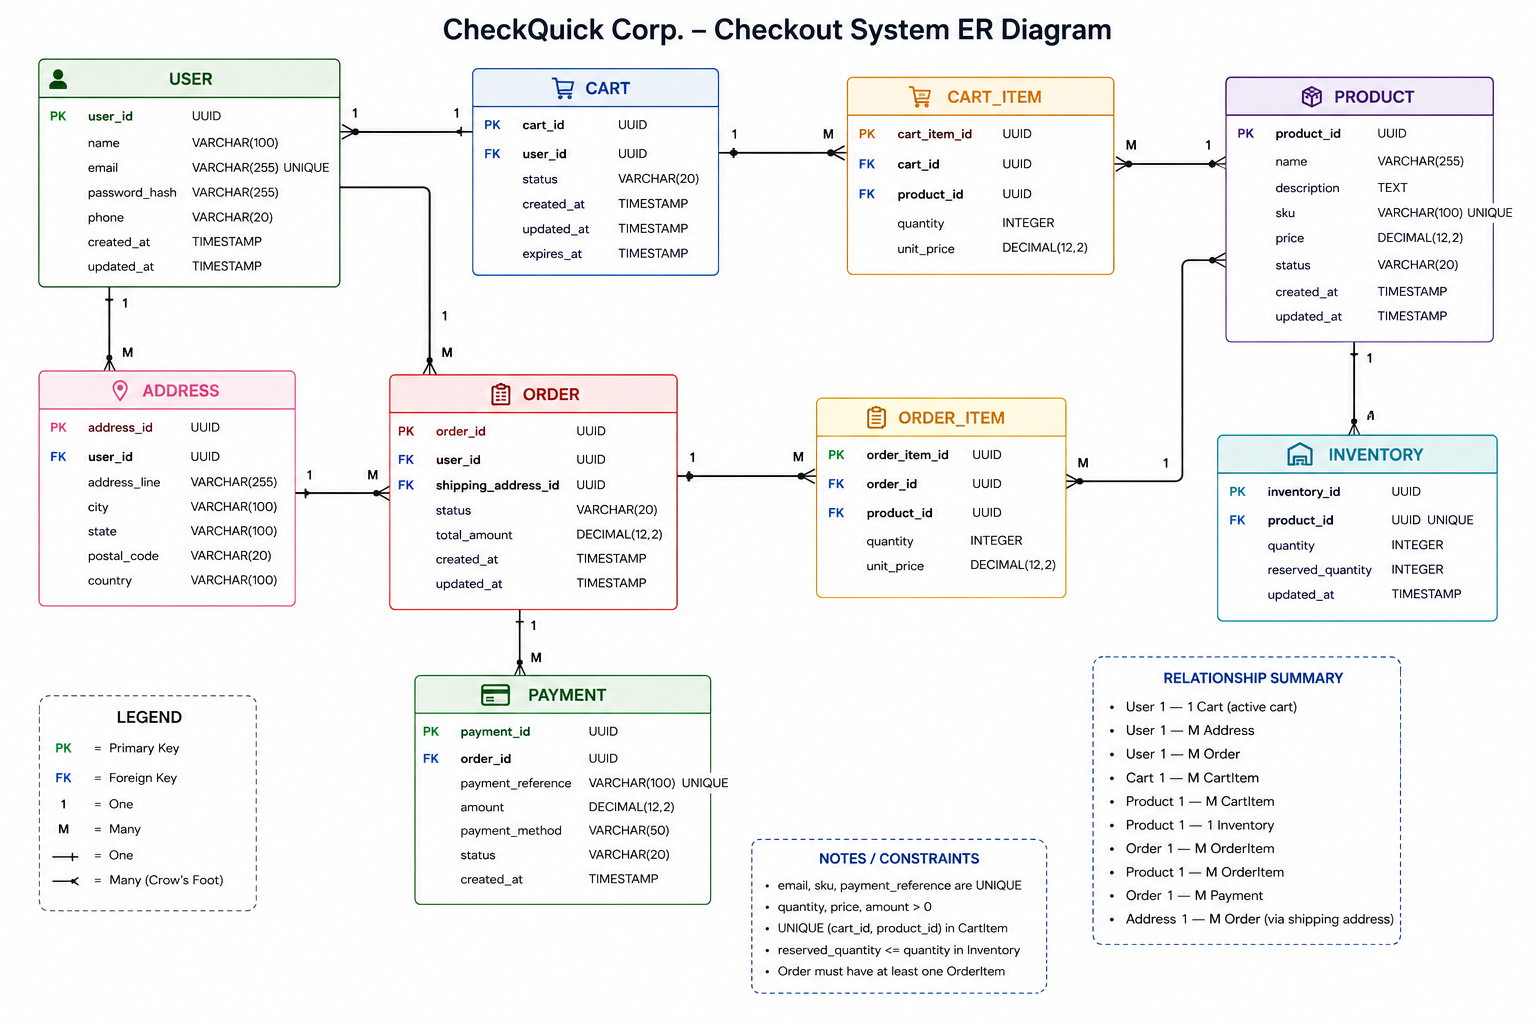 CheckQuick Corp. – Checkout System ER Diagram
USER
PK user_id UUID
name VARCHAR(100)
email VARCHAR(255) UNIQUE
password_hash VARCHAR(255)
phone VARCHAR(20)
created_at TIMESTAMP
updated_at TIMESTAMP
1 1
CART
PK cart_id UUID
FK user_id UUID
status VARCHAR(20)
created_at TIMESTAMP
updated_at TIMESTAMP
expires_at TIMESTAMP
1 M
CART_ITEM
PK cart_item_id UUID
FK cart_id UUID
FK product_id UUID
quantity INTEGER
unit_price DECIMAL(12,2)
M 1
PRODUCT
PK product_id UUID
name VARCHAR(255)
description TEXT
sku VARCHAR(100) UNIQUE
price DECIMAL(12,2)
status VARCHAR(20)
created_at TIMESTAMP
updated_at TIMESTAMP
1
M
1
M
1
ADDRESS
PK address_id UUID
FK user_id UUID
address_line VARCHAR(255)
city VARCHAR(100)
state VARCHAR(100)
postal_code VARCHAR(20)
country VARCHAR(100)
1 M
ORDER
PK order_id UUID
FK user_id UUID
FK shipping_address_id UUID
status VARCHAR(20)
total_amount DECIMAL(12,2)
created_at TIMESTAMP
updated_at TIMESTAMP
1 M
ORDER_ITEM
PK order_item_id UUID
FK order_id UUID
FK product_id UUID
quantity INTEGER
unit_price DECIMAL(12,2)
M 1
INVENTORY
PK inventory_id UUID
FK product_id UUID UNIQUE
quantity INTEGER
reserved_quantity INTEGER
updated_at TIMESTAMP
1
M
PAYMENT
PK payment_id UUID
FK order_id UUID
payment_reference VARCHAR(100) UNIQUE
amount DECIMAL(12,2)
payment_method VARCHAR(50)
status VARCHAR(20)
created_at TIMESTAMP
LEGEND
PK = Primary Key
FK = Foreign Key
1 = One
M = Many
= One
= Many (Crow's Foot)
NOTES / CONSTRAINTS
• email, sku, payment_reference are UNIQUE
• quantity, price, amount > 0
• UNIQUE (cart_id, product_id) in CartItem
• reserved_quantity <= quantity in Inventory
• Order must have at least one OrderItem
RELATIONSHIP SUMMARY
• User 1 — 1 Cart (active cart)
• User 1 — M Address
• User 1 — M Order
• Cart 1 — M CartItem
• Product 1 — M CartItem
• Product 1 — 1 Inventory
• Order 1 — M OrderItem
• Product 1 — M OrderItem
• Order 1 — M Payment
• Address 1 — M Order (via shipping address)